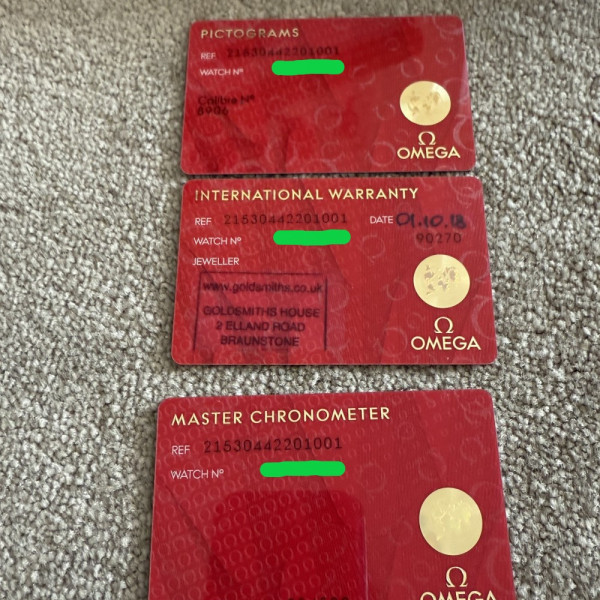 PICTOGRAMS
REF 21530442201001
WATCH Nº
Calibre Nº
8906
Ω
OMEGA
INTERNATIONAL WARRANTY
REF 21530442201001 DATE 01.10.18
WATCH Nº 90270
JEWELLER
www.goldsmiths.co.uk
GOLDSMITHS HOUSE
2 ELLAND ROAD
BRAUNSTONE
Ω
OMEGA
MASTER CHRONOMETER
REF 21530442201001
WATCH Nº
Ω
OMEGA